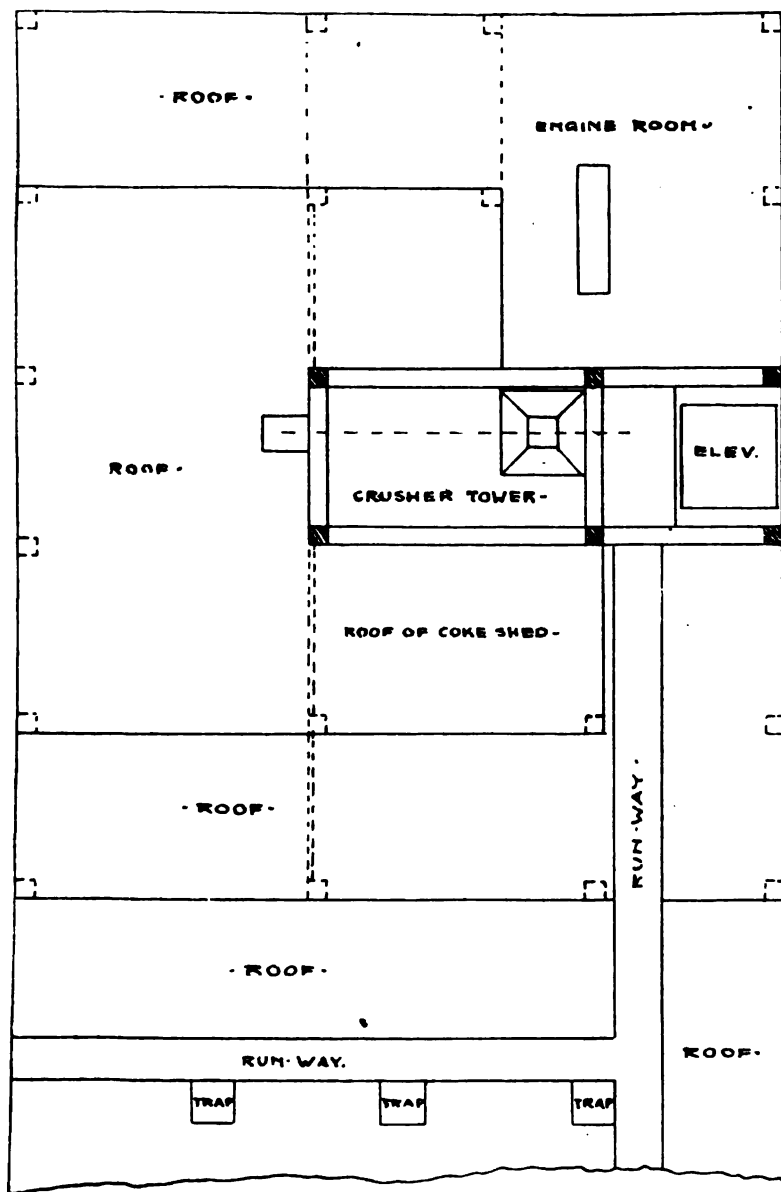 - ROOF -
ENGINE ROOM -
ROOF -
ELEV.
CRUSHER TOWER -
ROOF OF COKE SHED -
RUN-WAY -
- ROOF -
- ROOF -
RUN-WAY.
ROOF -
TRAP
TRAP
TRAP